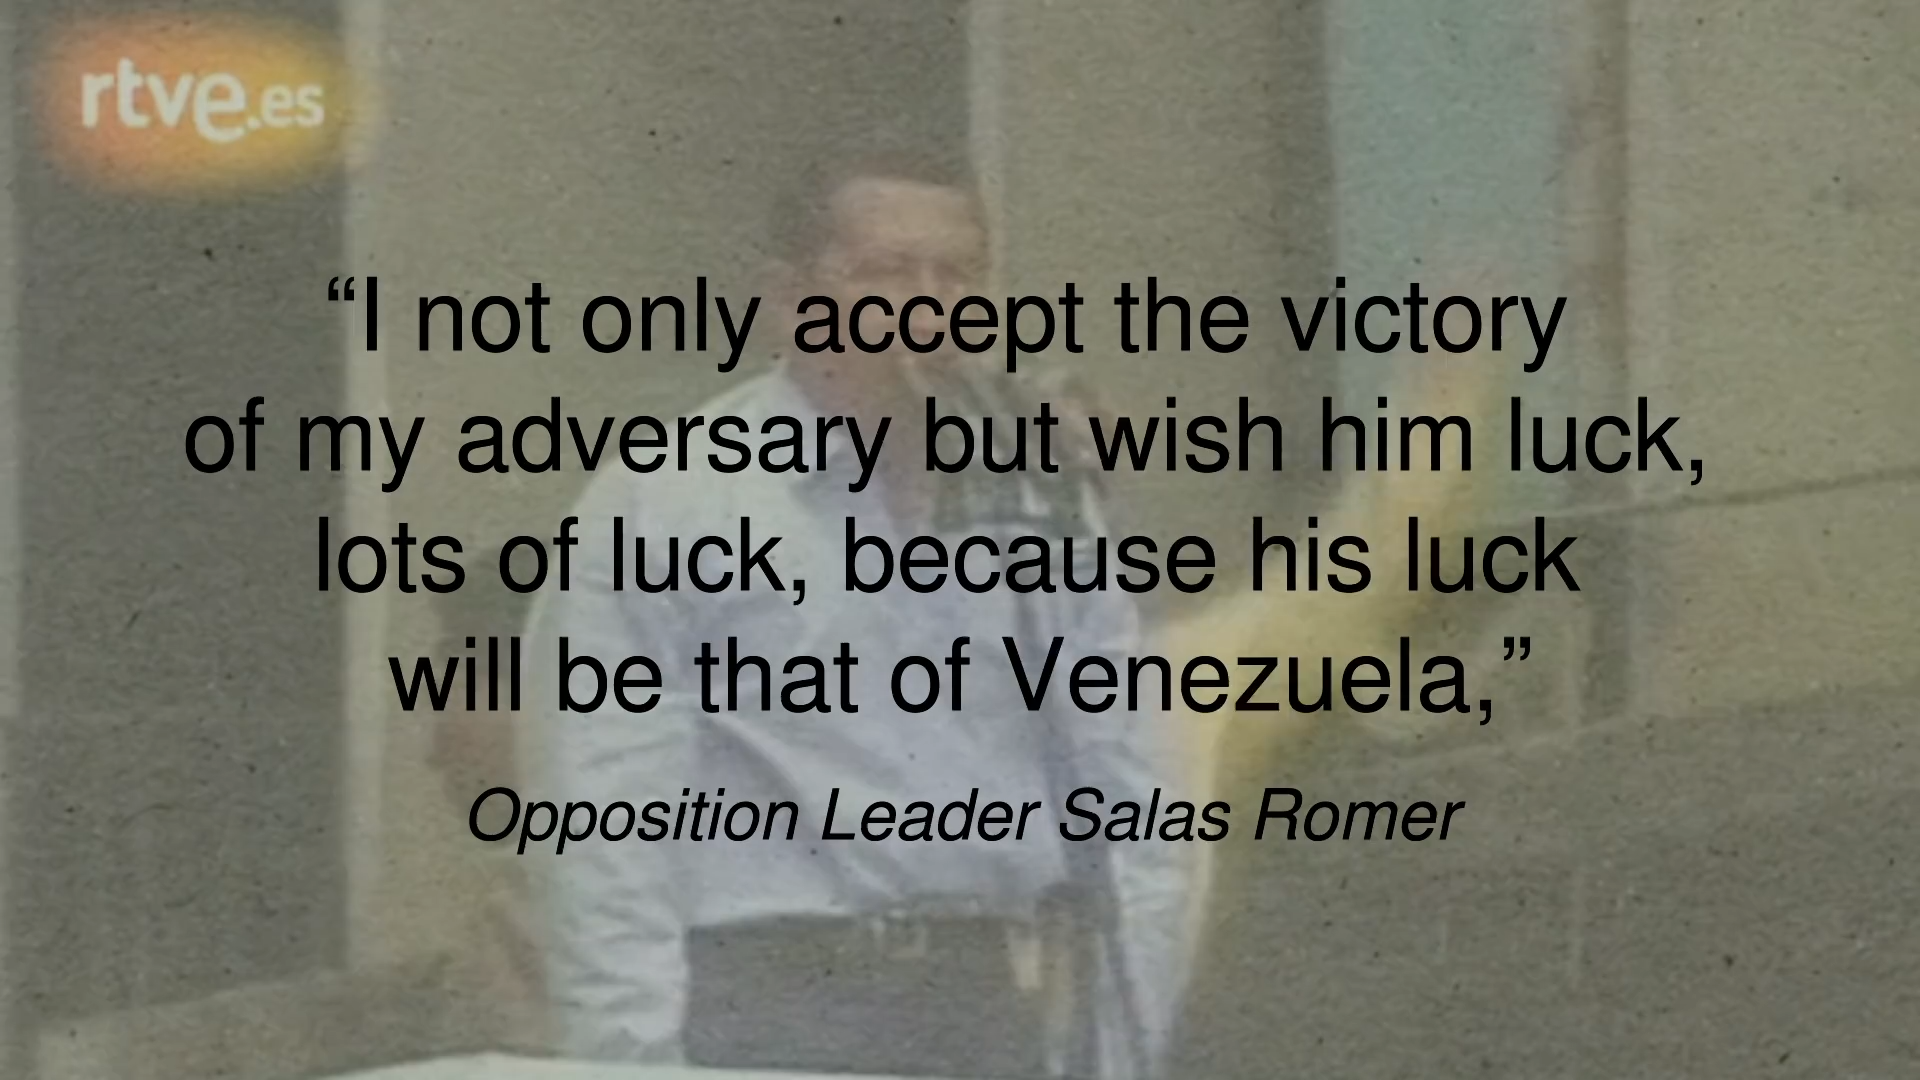 rtve.es
“I not only accept the victory
of my adversary but wish him luck,
lots of luck, because his luck
will be that of Venezuela,”
Opposition Leader Salas Romer